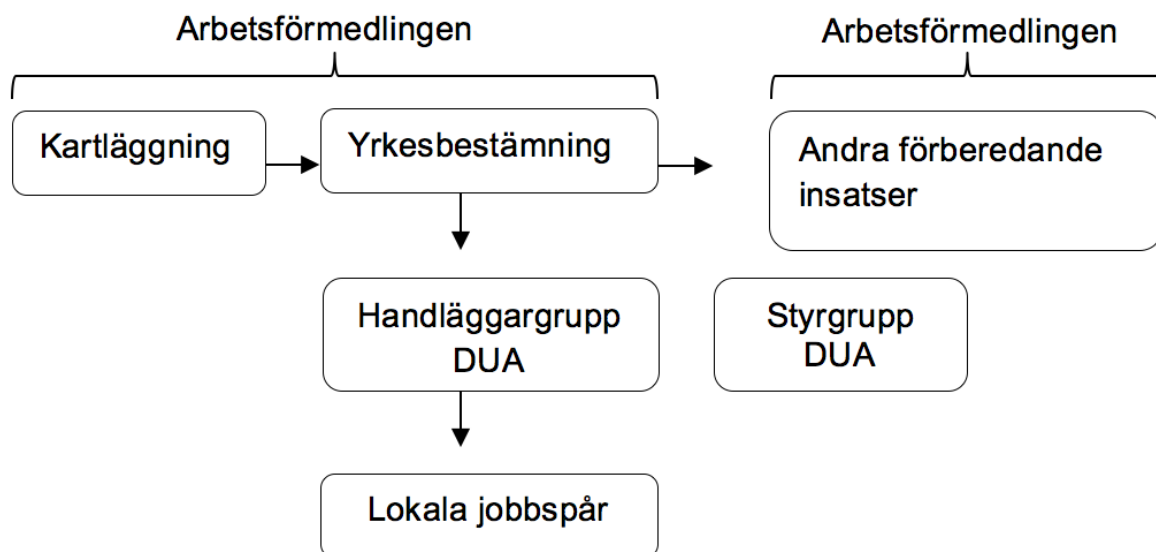 Arbetsförmedlingen
Arbetsförmedlingen
Kartläggning
Yrkesbestämning
Andra förberedande
insatser
Handläggargrupp
DUA
Styrgrupp
DUA
Lokala jobbspår